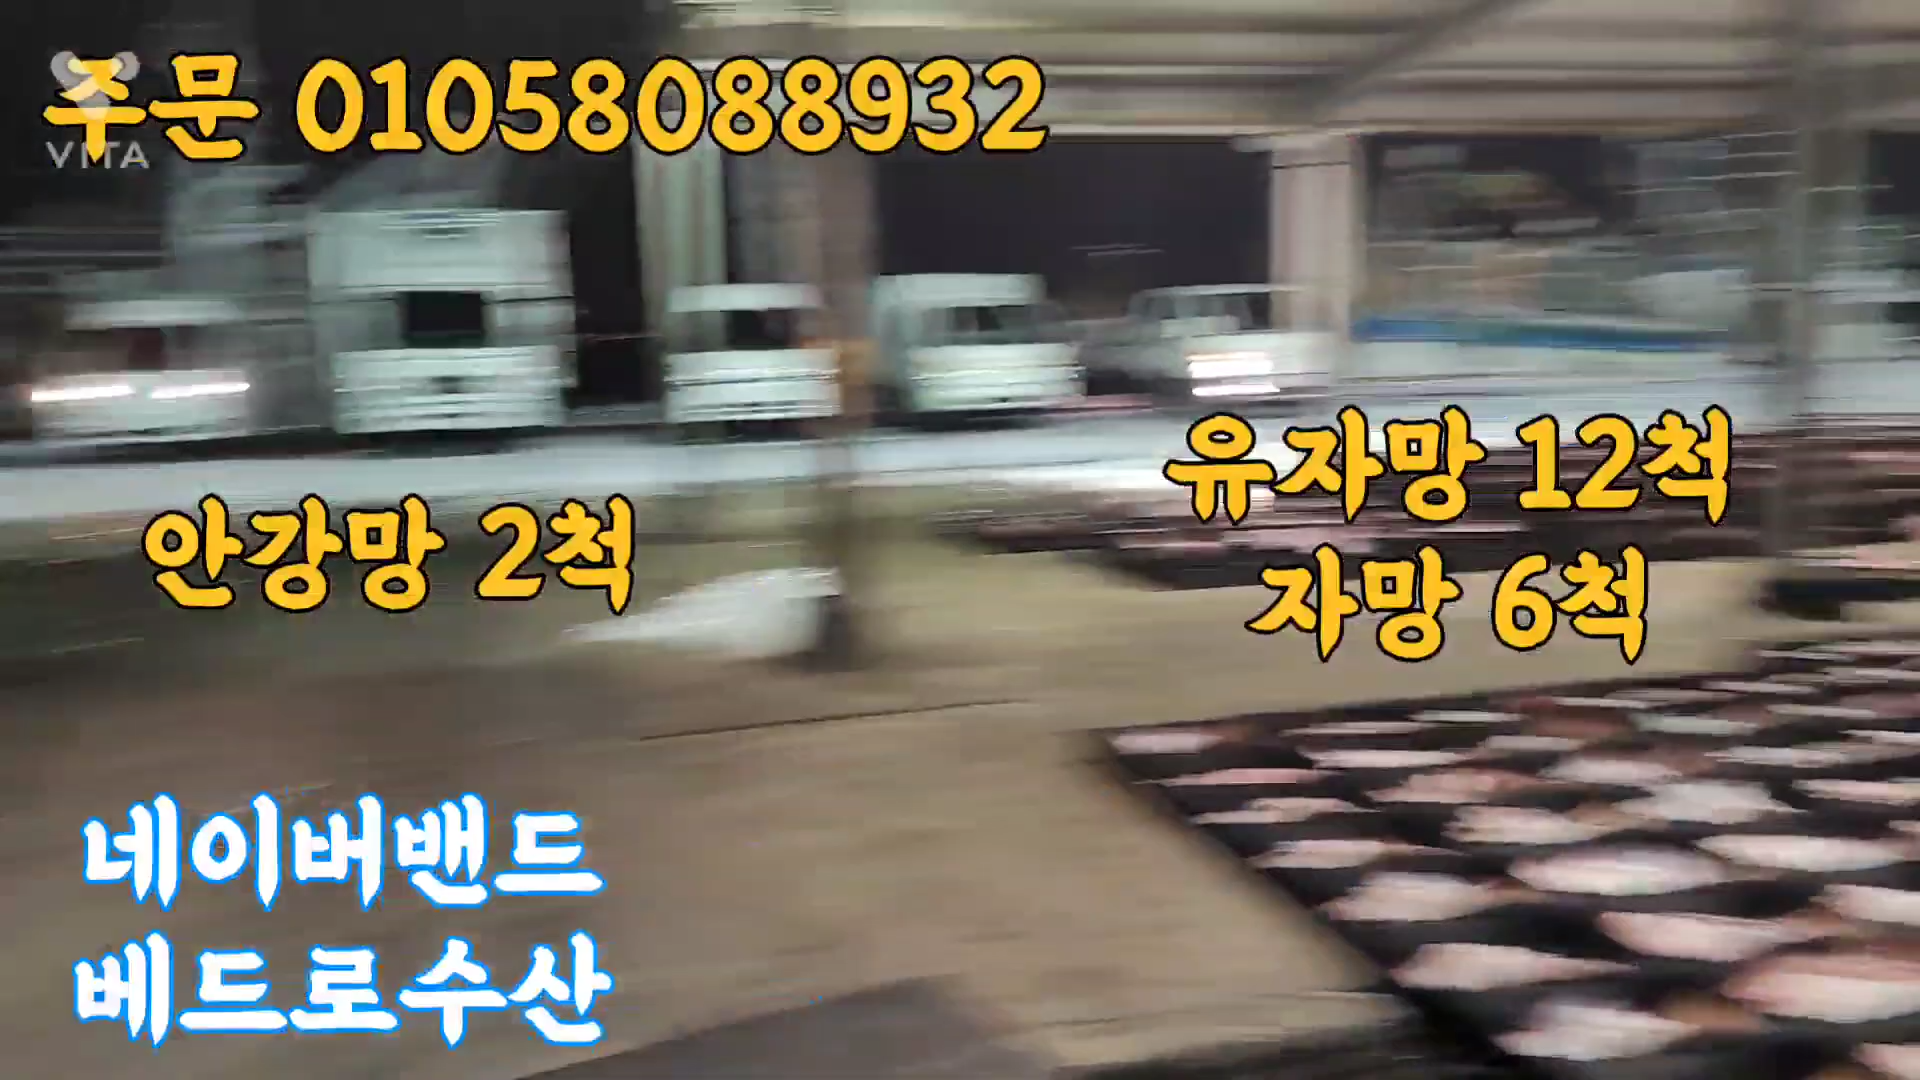 주문 01058088932
VITA
유자망 12척
안강망 2척
자망 6척
네이버밴드
베드로수산